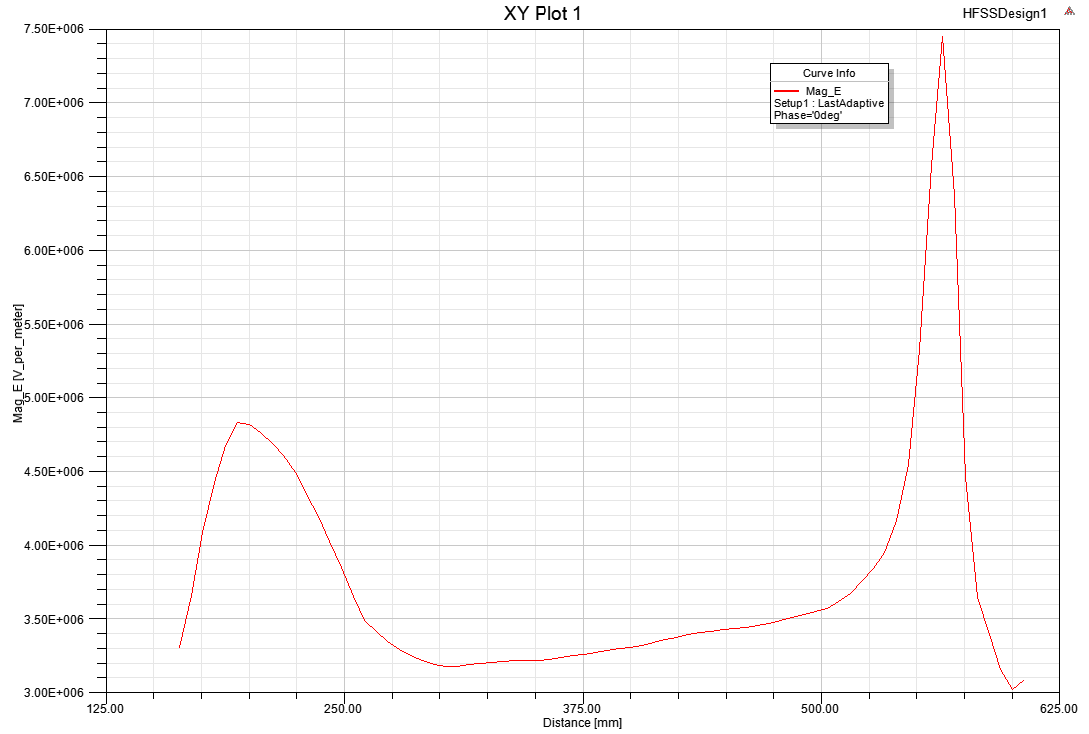 XY Plot 1
HFSSDesign1
7.50E+006
7.00E+006
6.50E+006
6.00E+006
5.50E+006
5.00E+006
4.50E+006
4.00E+006
3.50E+006
3.00E+006
Mag_E [V_per_meter]
Curve Info
Mag_E
Setup1 : LastAdaptive
Phase='0deg'
125.00
250.00
375.00
500.00
625.00
Distance [mm]